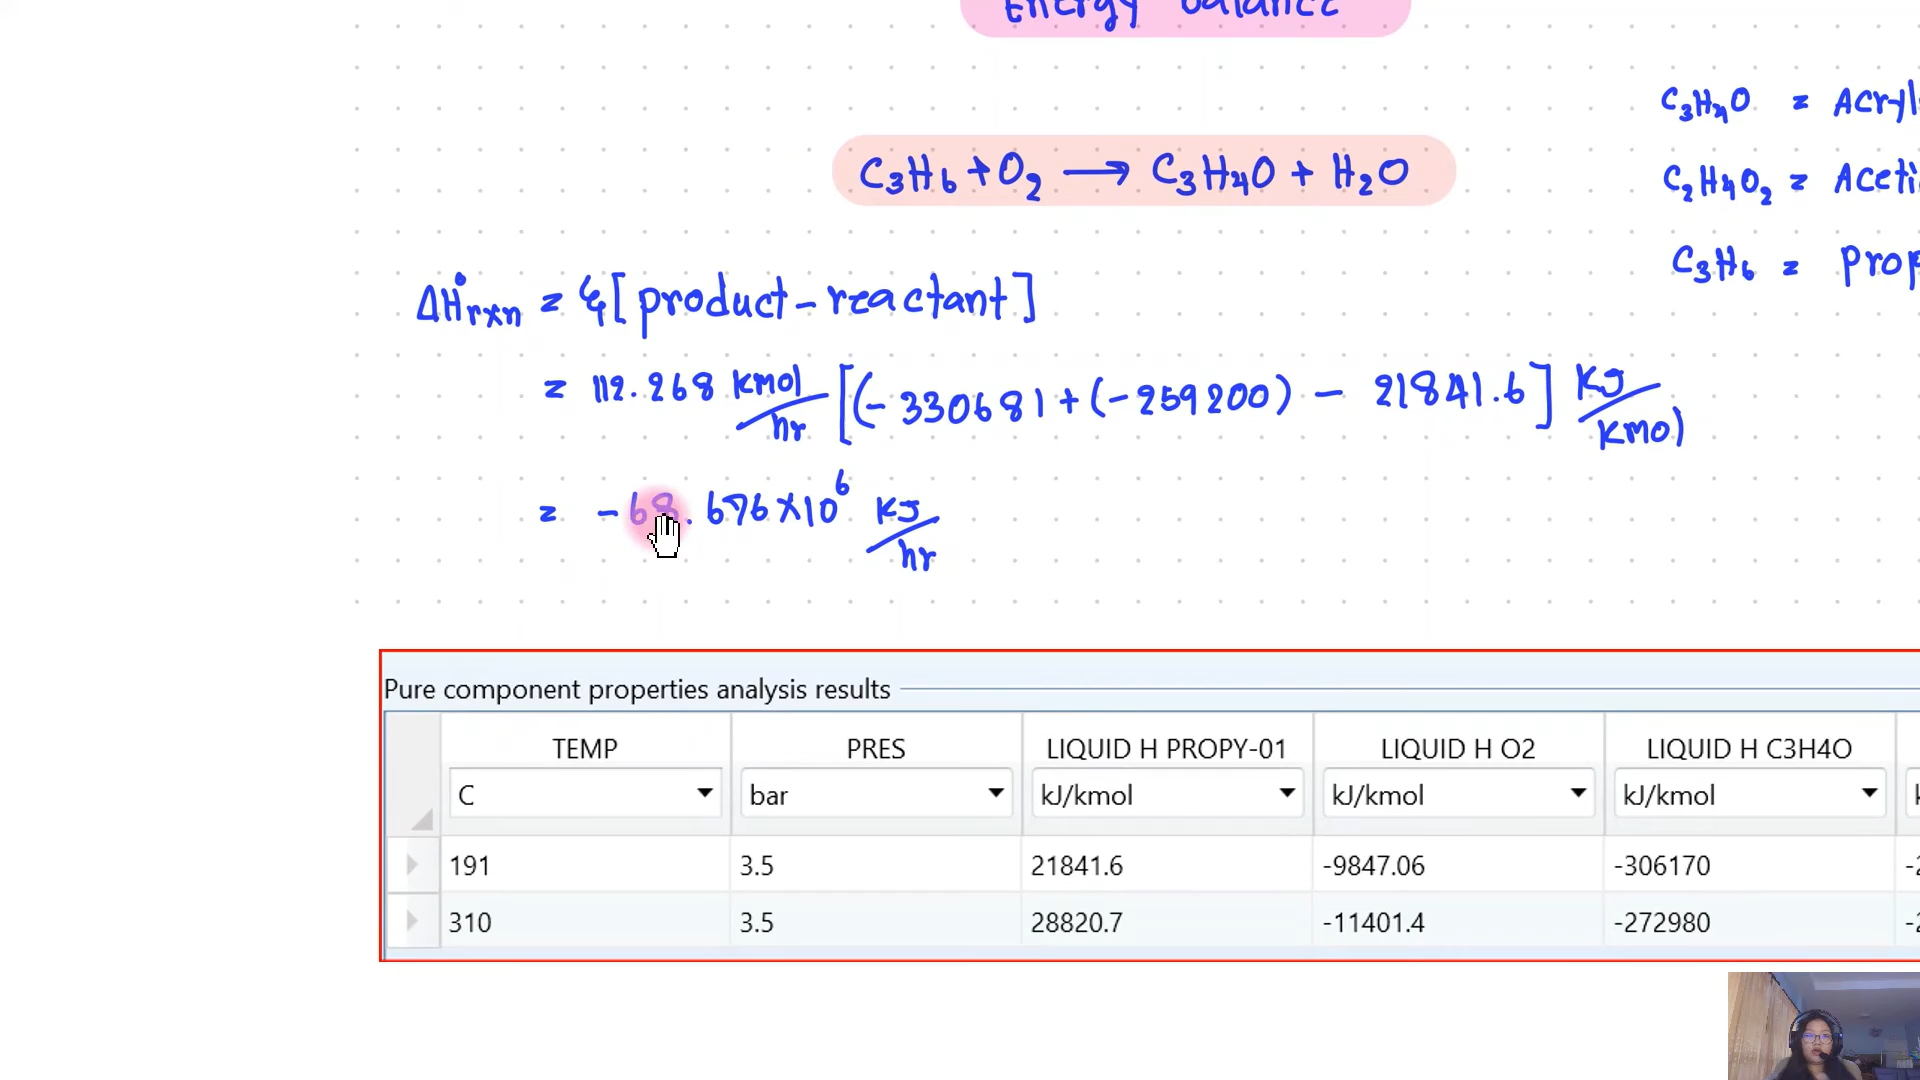 Energy balance
C3H4O = Acryl
C3H6 + O2 → C3H4O + H2O
C2H4O2 = Aceti
C3H6 = prop
ΔḢrxn = ξ[product - reactant]
= 112.268 kmol/hr [(-330681 + (-259200) - 21841.6] kJ/kmol
= -68.676×10^6 kJ/hr
Pure component properties analysis results
TEMP PRES LIQUID H PROPY-01 LIQUID H O2 LIQUID H C3H4O
C bar kJ/kmol kJ/kmol kJ/kmol
191 3.5 21841.6 -9847.06 -306170
310 3.5 28820.7 -11401.4 -272980